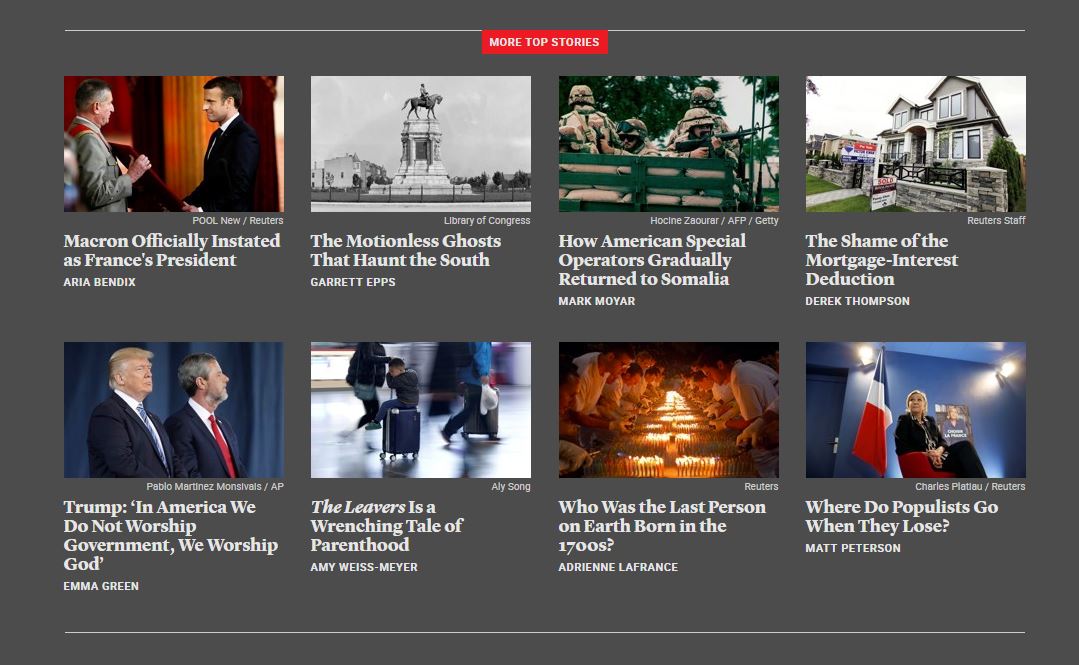 MORE TOP STORIES
POOL New / Reuters
Macron Officially Instated
as France's President
ARIA BENDIX
Library of Congress
The Motionless Ghosts
That Haunt the South
GARRETT EPPS
Hocine Zaourar / AFP / Getty
How American Special
Operators Gradually
Returned to Somalia
MARK MOYAR
SOLD
Reuters Staff
The Shame of the
Mortgage-Interest
Deduction
DEREK THOMPSON
Pablo Martinez Monsivais / AP
Trump: ‘In America We
Do Not Worship
Government, We Worship
God’
EMMA GREEN
Aly Song
The Leavers Is a
Wrenching Tale of
Parenthood
AMY WEISS-MEYER
Reuters
Who Was the Last Person
on Earth Born in the
1700s?
ADRIENNE LAFRANCE
CHOISIR
LA FRANCE
Charles Platiau / Reuters
Where Do Populists Go
When They Lose?
MATT PETERSON